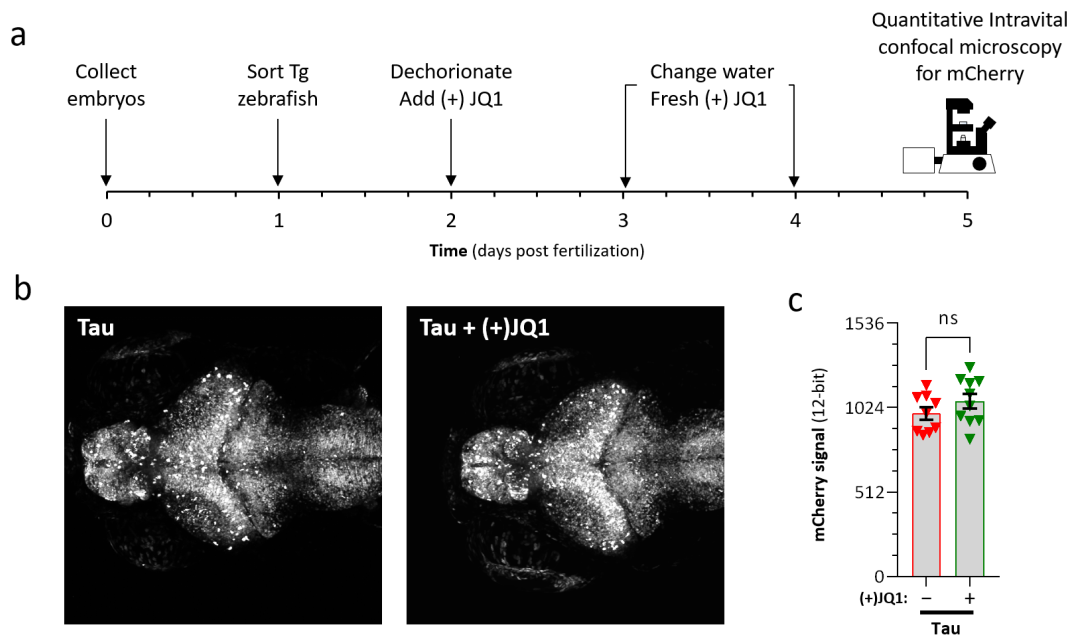 a
Quantitative Intravital
confocal microscopy
for mCherry
Collect
embryos
Sort Tg
zebrafish
Dechorionate
Add (+) JQ1
Change water
Fresh (+) JQ1
0 1 2 3 4 5
Time (days post fertilization)
b
Tau
Tau + (+)JQ1
c
ns
1536
1024
512
0
mCherry signal (12-bit)
(+)JQ1: − +
Tau